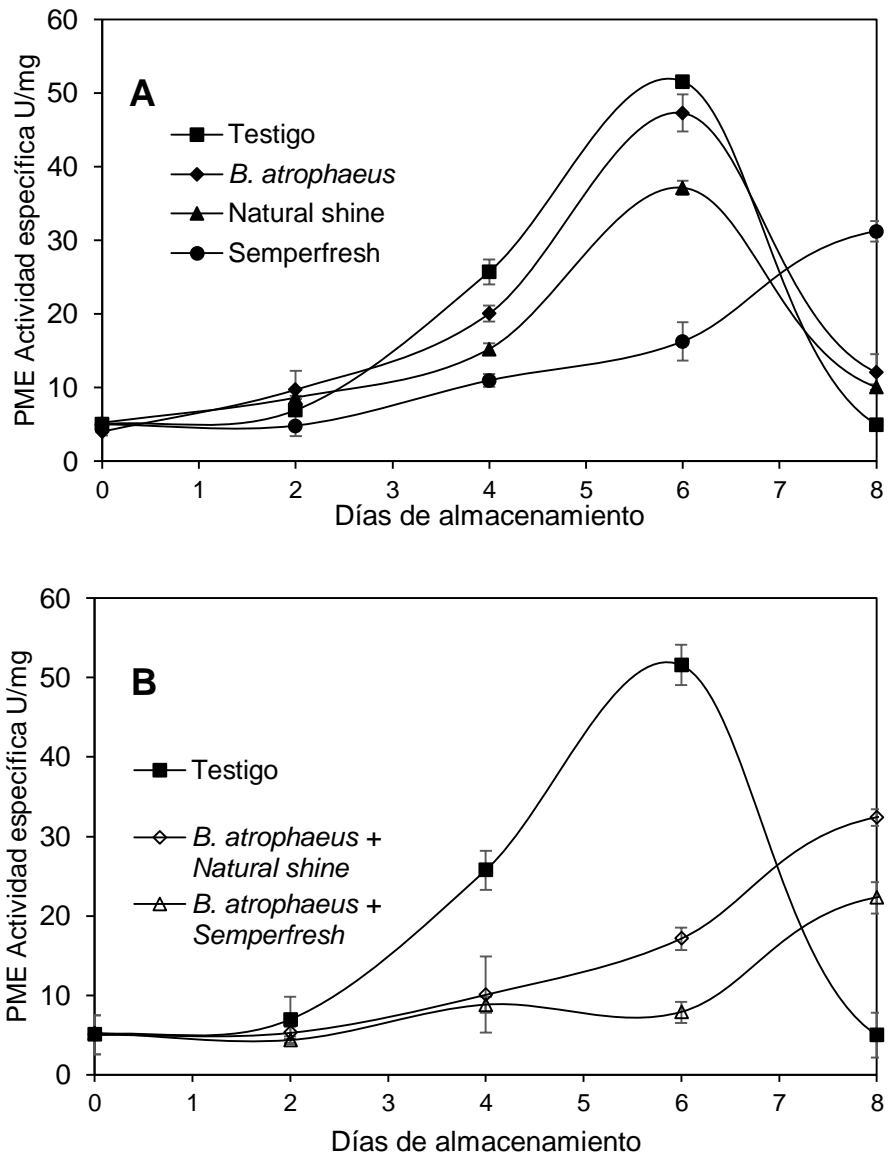 PME Actividad específica U/mg
60
50
40
30
20
10
0
A
Testigo
B. atrophaeus
Natural shine
Semperfresh
0 1 2 3 4 5 6 7 8
Días de almacenamiento
PME Actividad específica U/mg
60
50
40
30
20
10
0
B
Testigo
B. atrophaeus +
Natural shine
B. atrophaeus +
Semperfresh
0 1 2 3 4 5 6 7 8
Días de almacenamiento